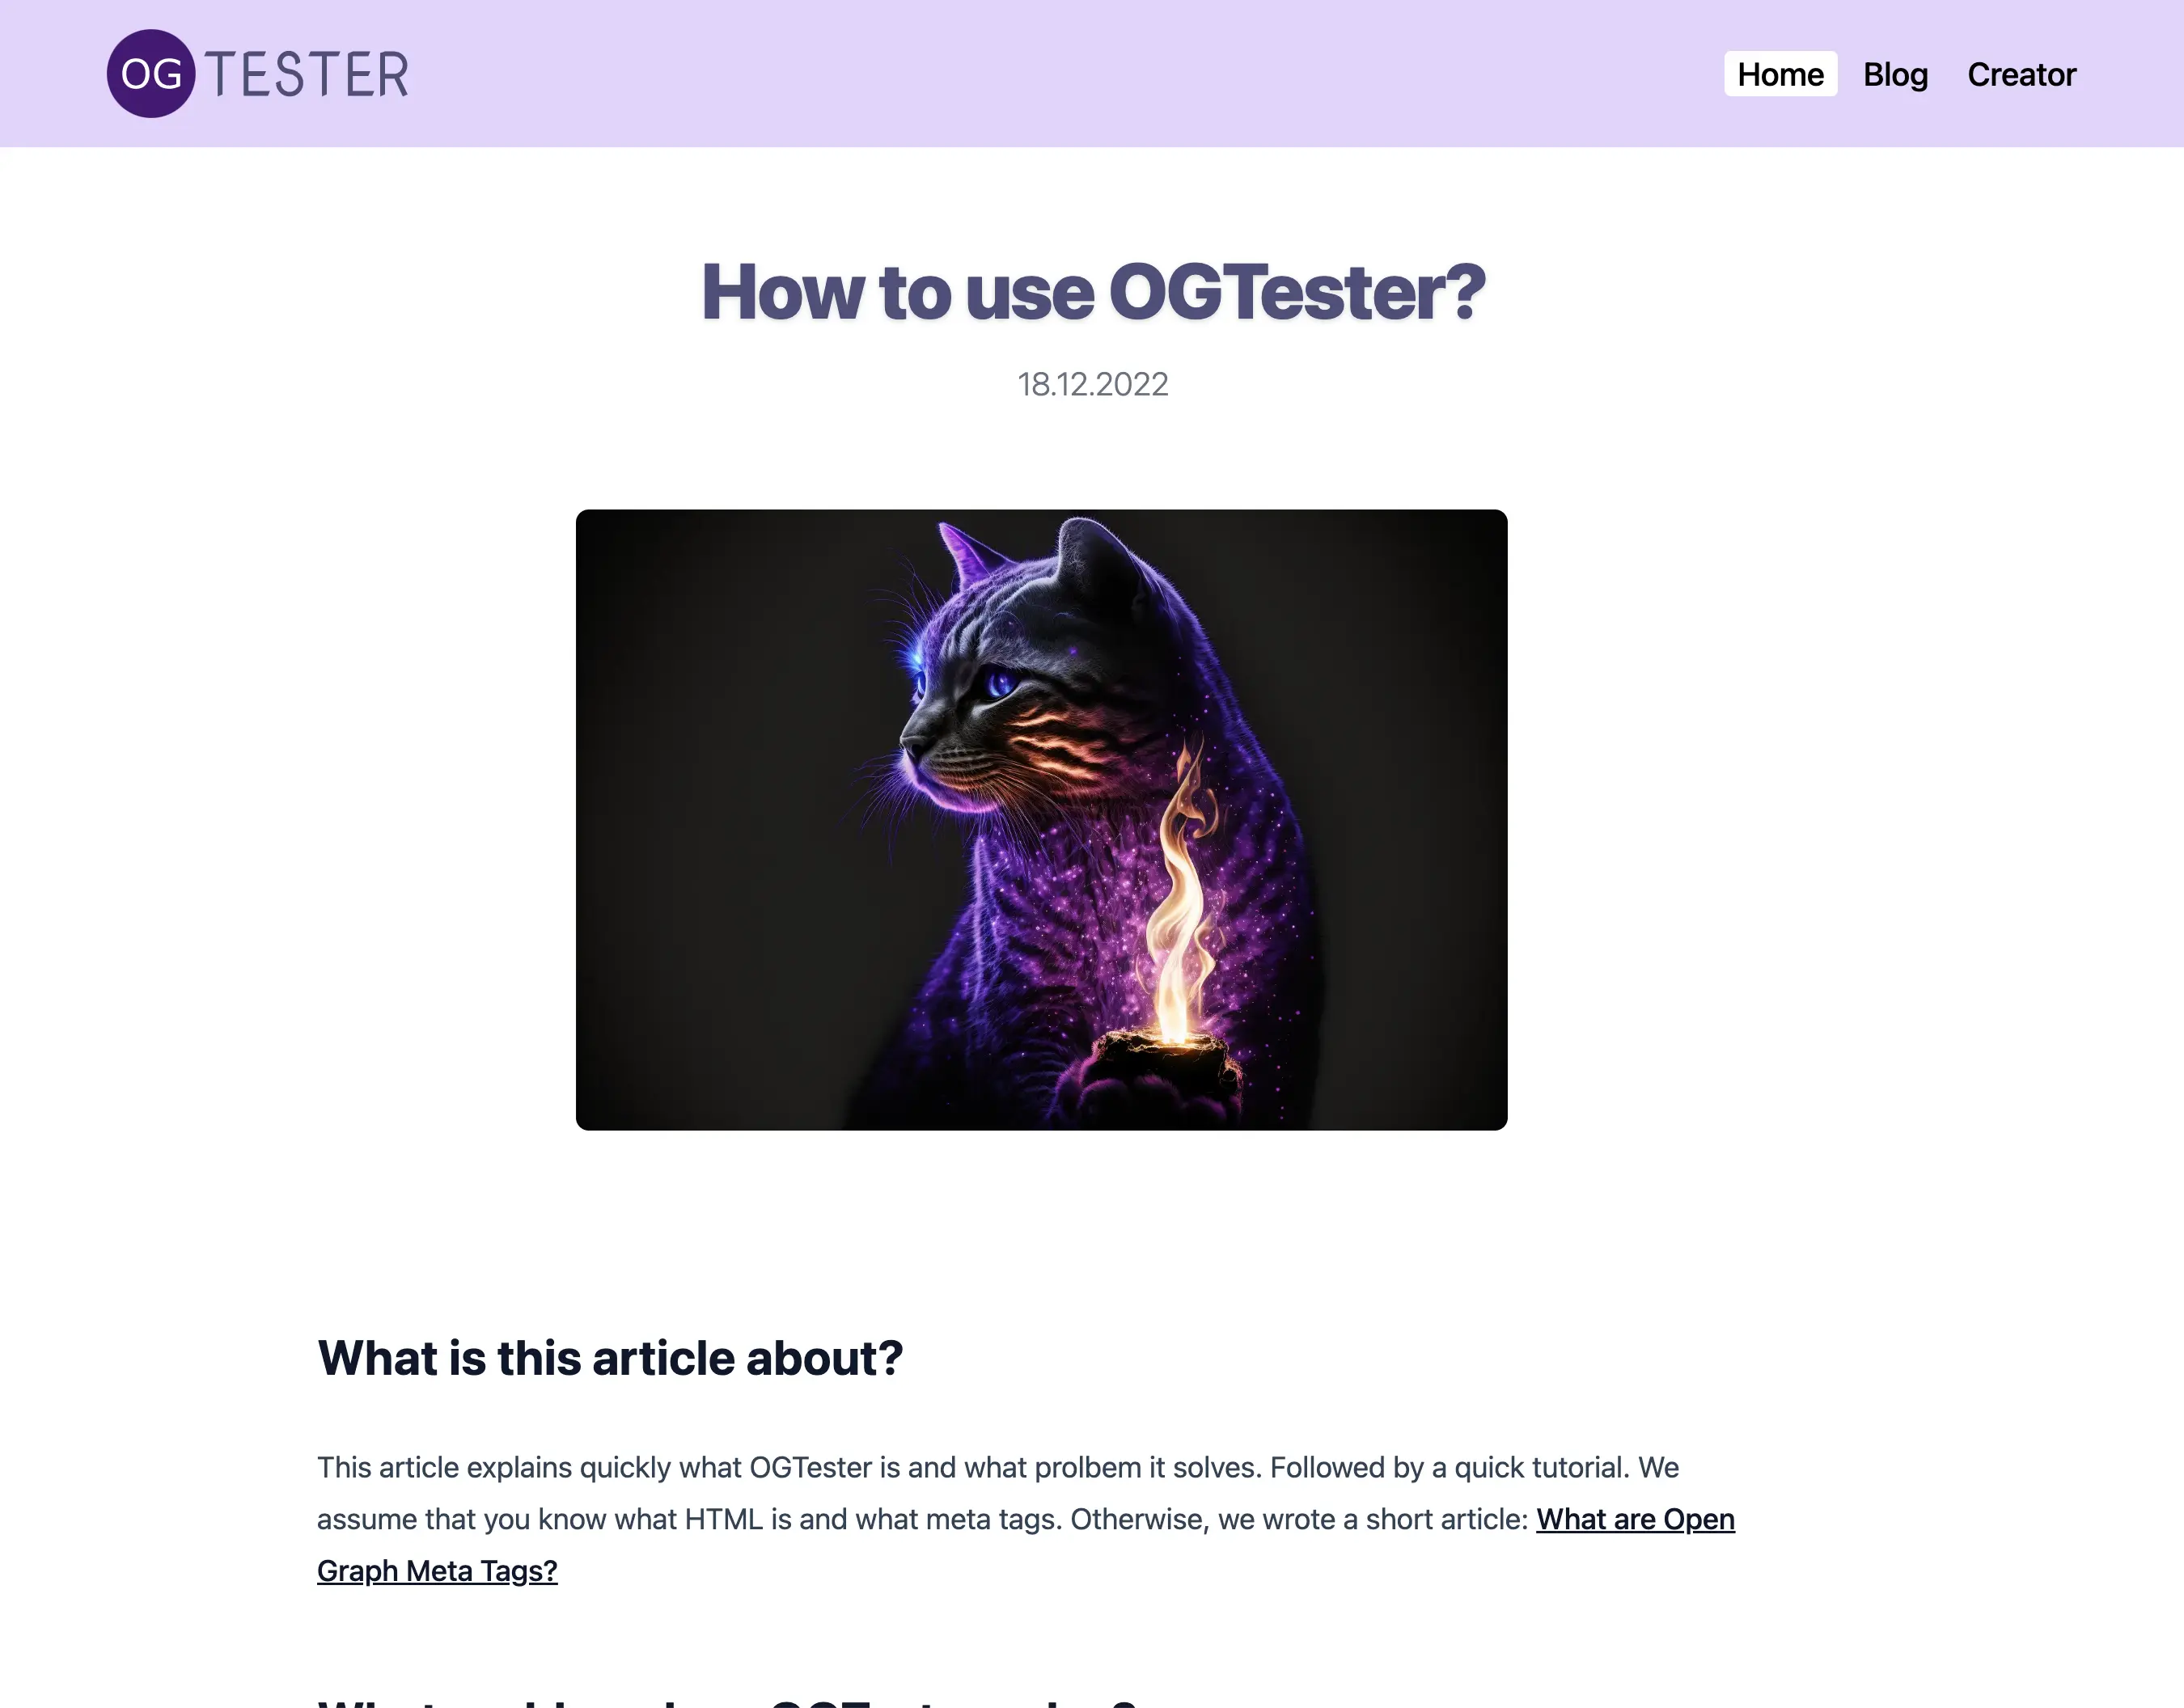 OG TESTER
Home Blog Creator
How to use OGTester?
18.12.2022
What is this article about?
This article explains quickly what OGTester is and what prolbem it solves. Followed by a quick tutorial. We
assume that you know what HTML is and what meta tags. Otherwise, we wrote a short article: What are Open
Graph Meta Tags?